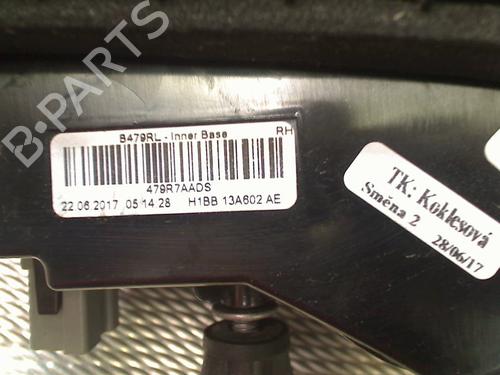 B479RL - Inner Base RH
479R7AADS
22.06.2017 05:14:28 H1BB 13A602 AE
TK: Koklesová
Směna 2 28/06/17
B-PARTS